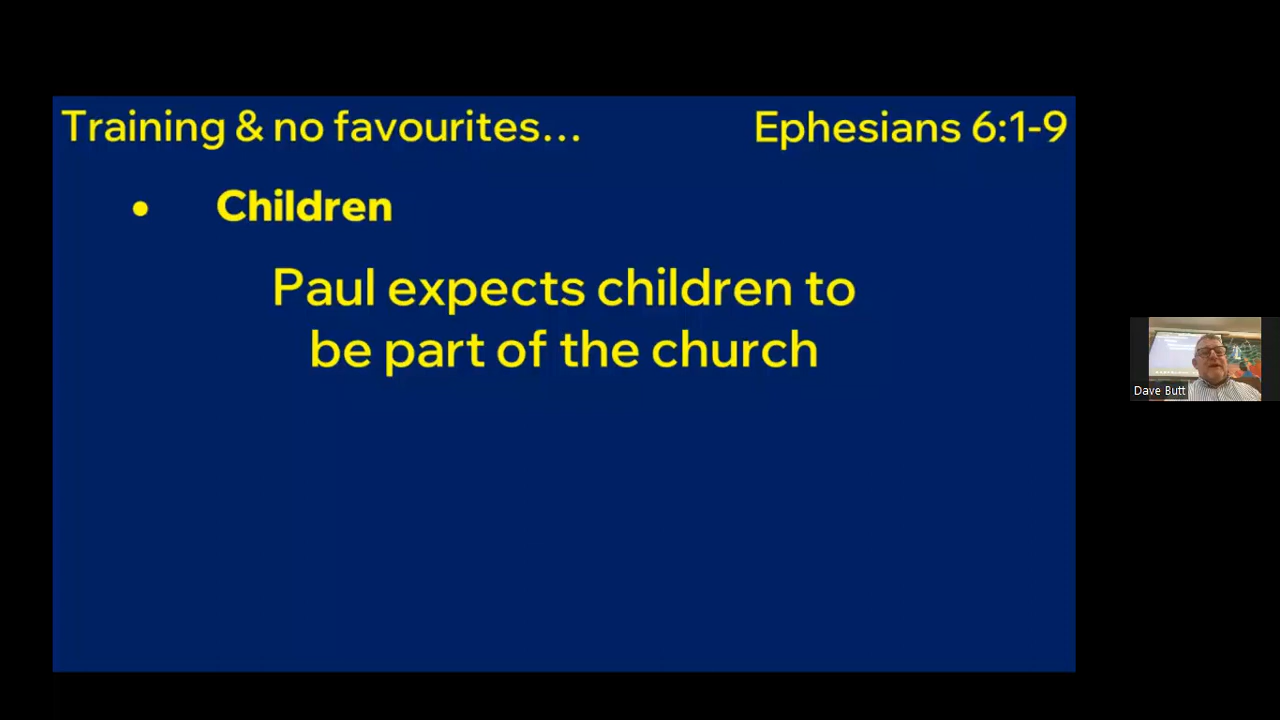 Training & no favourites… Ephesians 6:1-9
• Children
Paul expects children to
be part of the church
Dave Butt